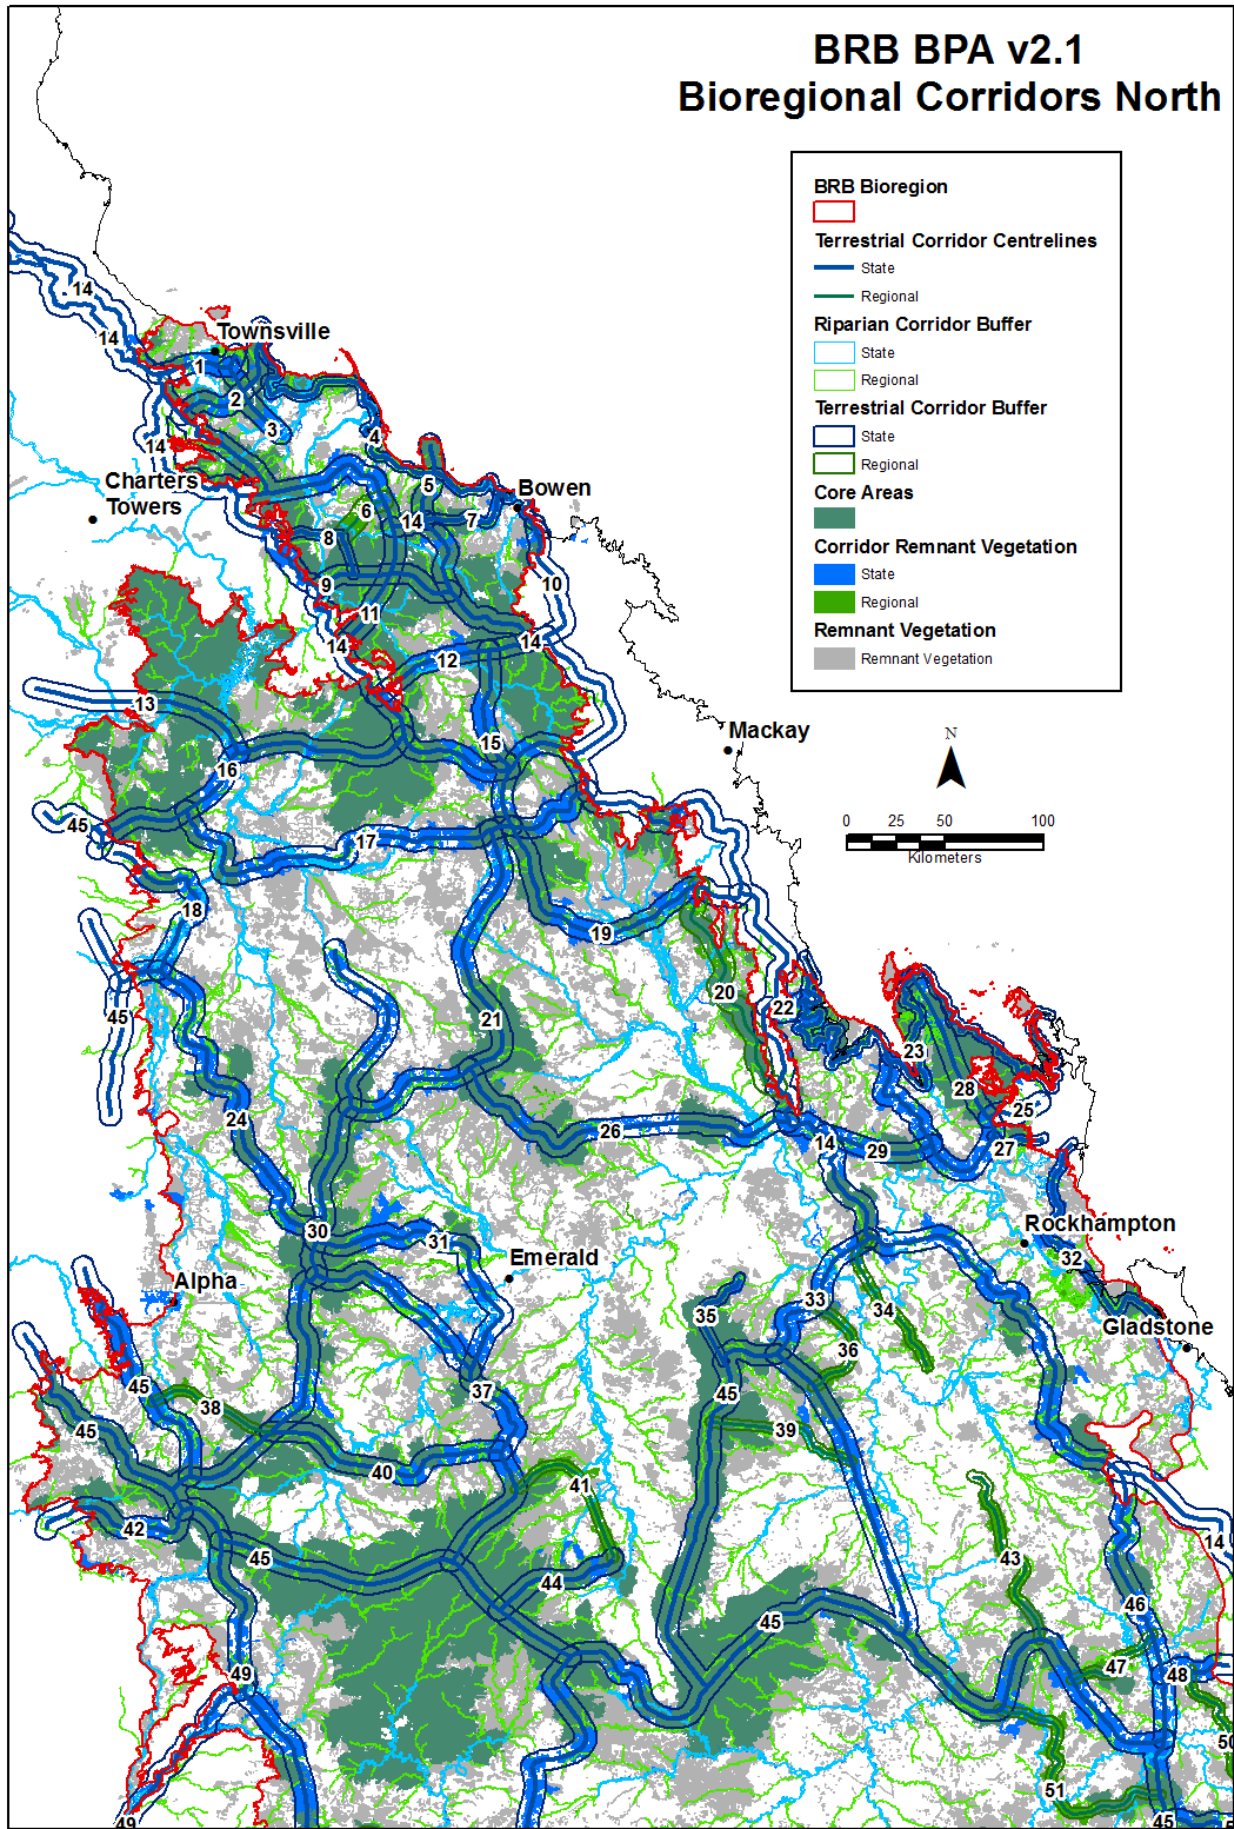 BRB BPA v2.1
Bioregional Corridors North
BRB Bioregion
Terrestrial Corridor Centrelines
State
Regional
Riparian Corridor Buffer
State
Regional
Terrestrial Corridor Buffer
State
Regional
Core Areas
Corridor Remnant Vegetation
State
Regional
Remnant Vegetation
Remnant Vegetation
N
0 25 50 100
Kilometers
14
14
Townsville
1
2
3
4
14
Charters
Towers
5
Bowen
6
14
7
8
9
10
11
14
14
12
13
15
Mackay
16
45
17
18
19
20
21
22
45
23
28
24
25
26
14
29
27
30
31
Rockhampton
Emerald
32
Alpha
33
34
35
Gladstone
36
37
45
45
38
45
39
40
41
42
14
45
43
44
46
45
47
48
49
50
51
49
45